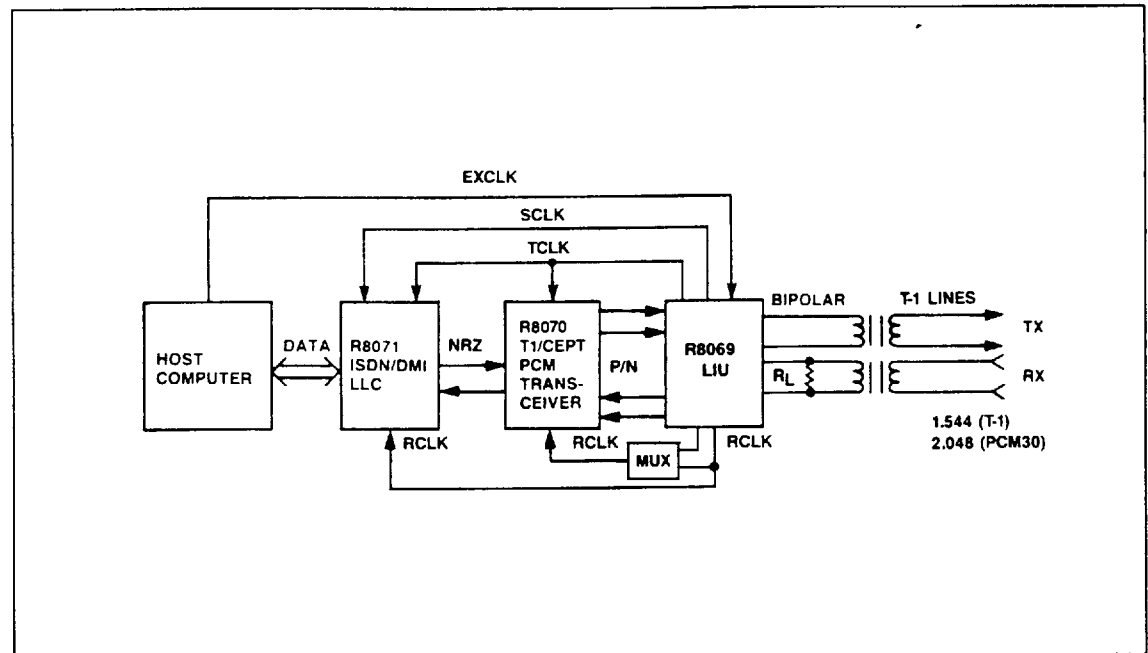 EXCLK
SCLK
TCLK
BIPOLAR
T-1 LINES
HOST
COMPUTER
DATA
R8071
ISDN/DMI
LLC
NRZ
R8070
T1/CEPT
PCM
TRANS-
CEIVER
P/N
R8069
LIU
RL
TX
RX
1.544 (T-1)
2.048 (PCM30)
RCLK
RCLK
MUX
RCLK